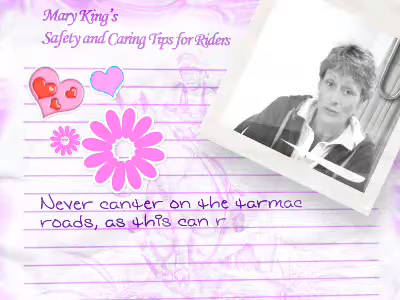 Mary King's
Safety and Caring Tips for Riders
Never canter on the tarmac
roads, as this can r